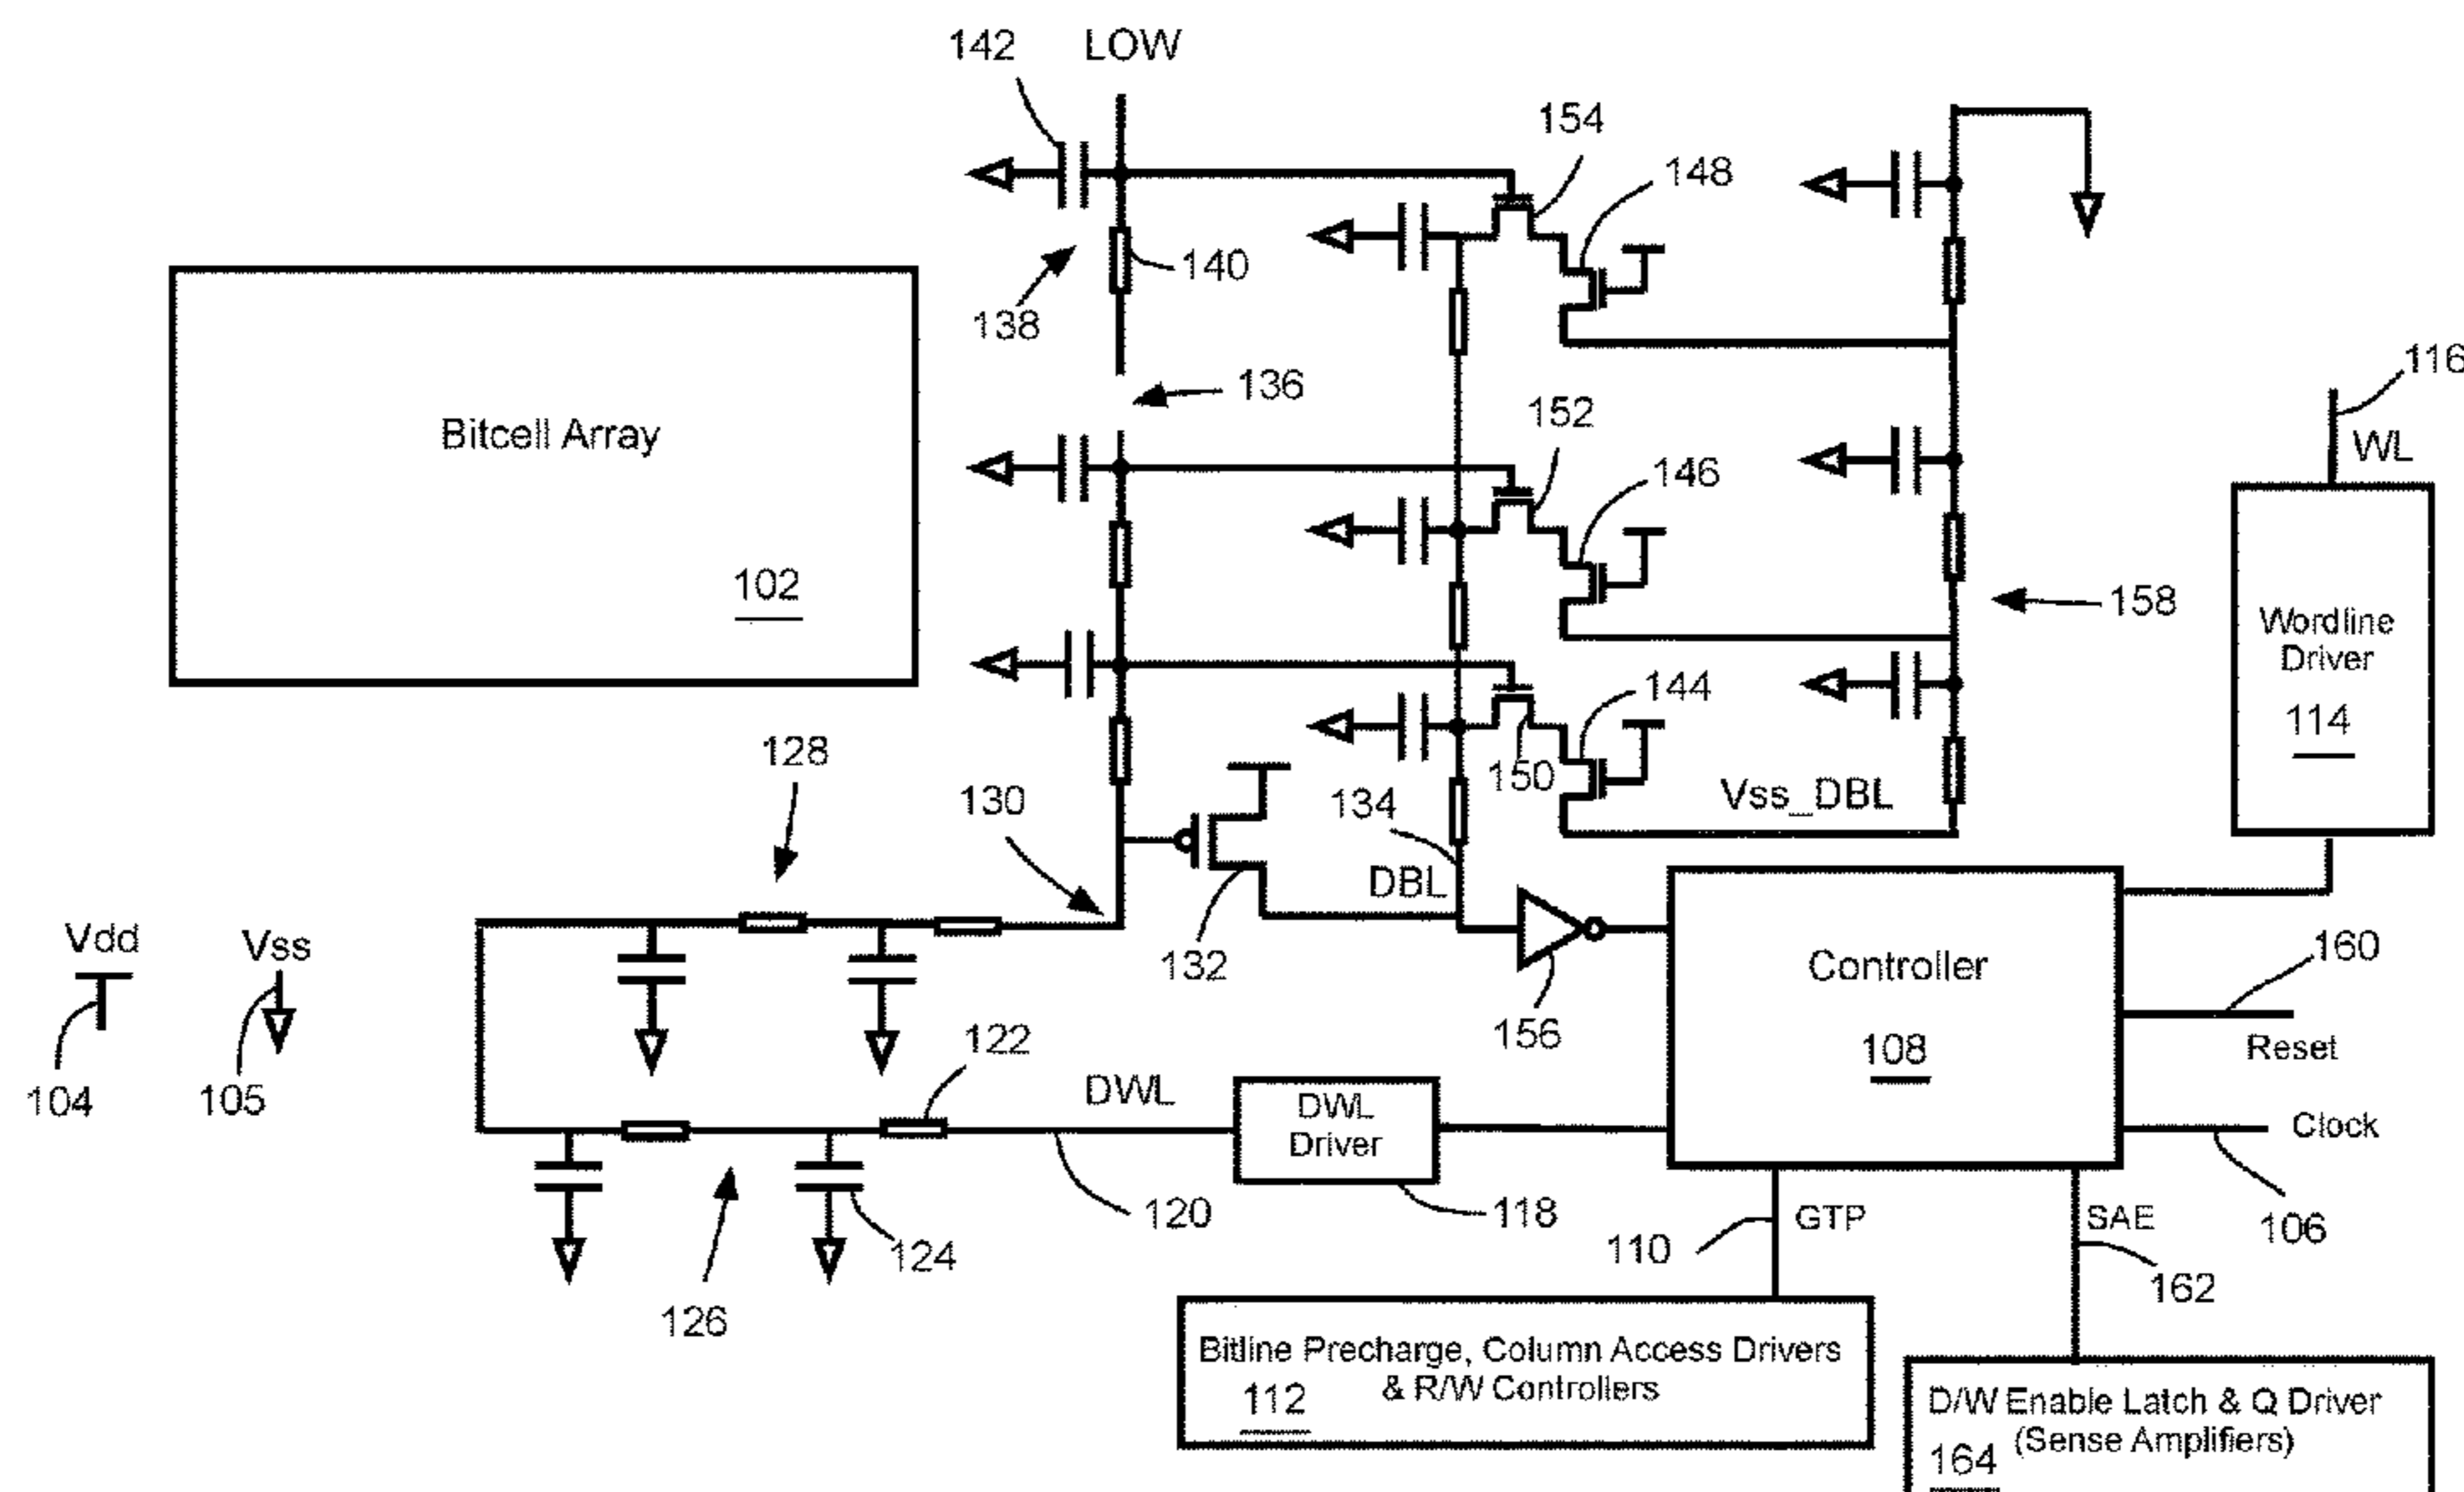 142
LOW
154
148
140
138
116
136
152
WL
Bitcell Array
146
102
158
Wordline
Driver
114
144
128
150
130
134
Vss_DBL
DBL
Vdd
Vss
132
Controller
160
156
122
108
Reset
104
105
DWL
DWL
Driver
Clock
120
118
110
GTP
SAE
106
124
162
126
Bitline Precharge, Column Access Drivers
& R/W Controllers
112
D/W Enable Latch & Q Driver
(Sense Amplifiers)
164